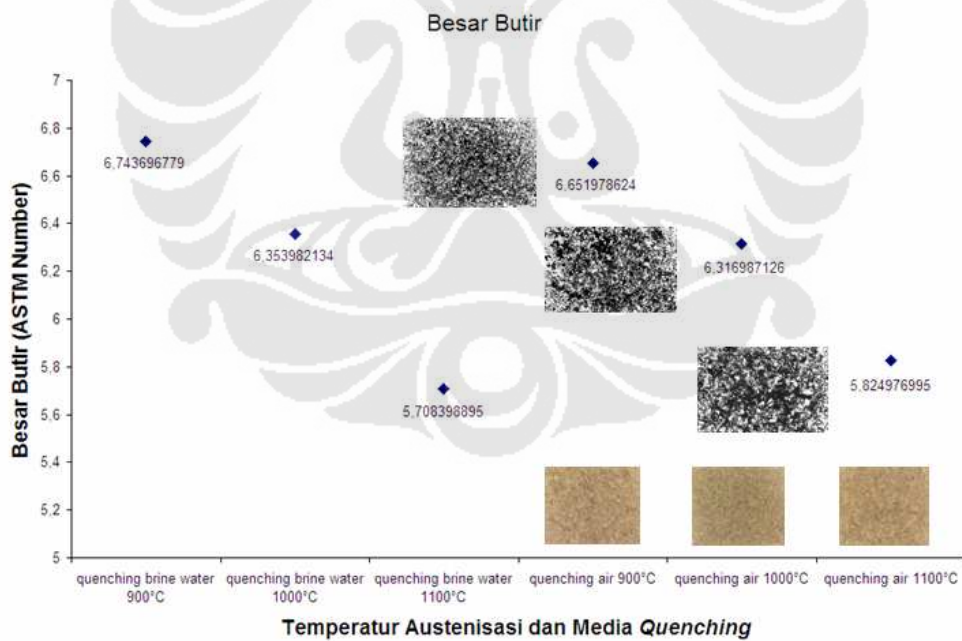 Besar Butir
Besar Butir (ASTM Number)
7
6,8
6,6
6,4
6,2
6
5,8
5,6
5,4
5,2
5
6,743696779
6,353982134
5,708398895
6,651978624
6,316987126
5,824976995
quenching brine water
900°C
quenching brine water
1000°C
quenching brine water
1100°C
quenching air 900°C
quenching air 1000°C
quenching air 1100°C
Temperatur Austenisasi dan Media Quenching